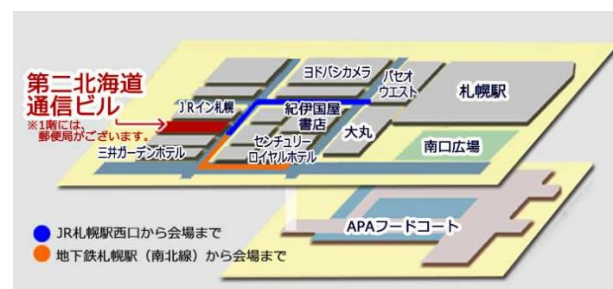 ヨドバシカメラ
パセオ
ウエスト
札幌駅
第二北海道
通信ビル
※1階には、
郵便局がございます。
JRイン札幌
紀伊国屋
書店
大丸
南口広場
三井ガーデンホテル
センチュリー
ロイヤルホテル
APAフードコート
JR札幌駅西口から会場まで
地下鉄札幌駅（南北線）から会場まで